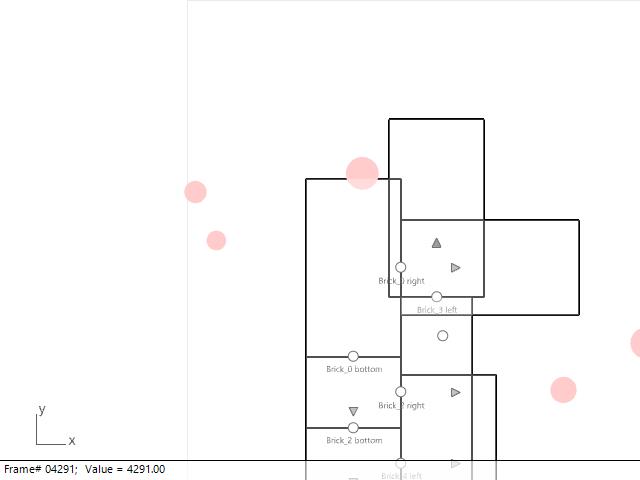 Brick_0 right
Brick_3 left
Brick_0 bottom
Brick_2 right
y
Brick_2 bottom
x
Brick_4 left
Frame# 04291; Value = 4291.00